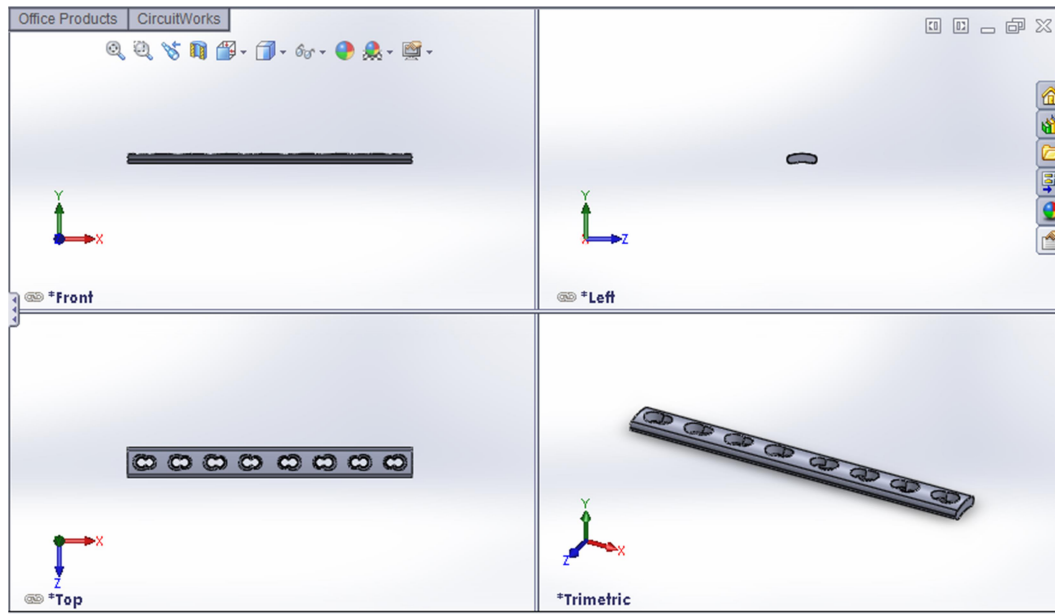 Office Products CircuitWorks
Y
X
*Front
Y
X Z
*Left
X
Z
*Top
Y
X
Z
*Trimetric